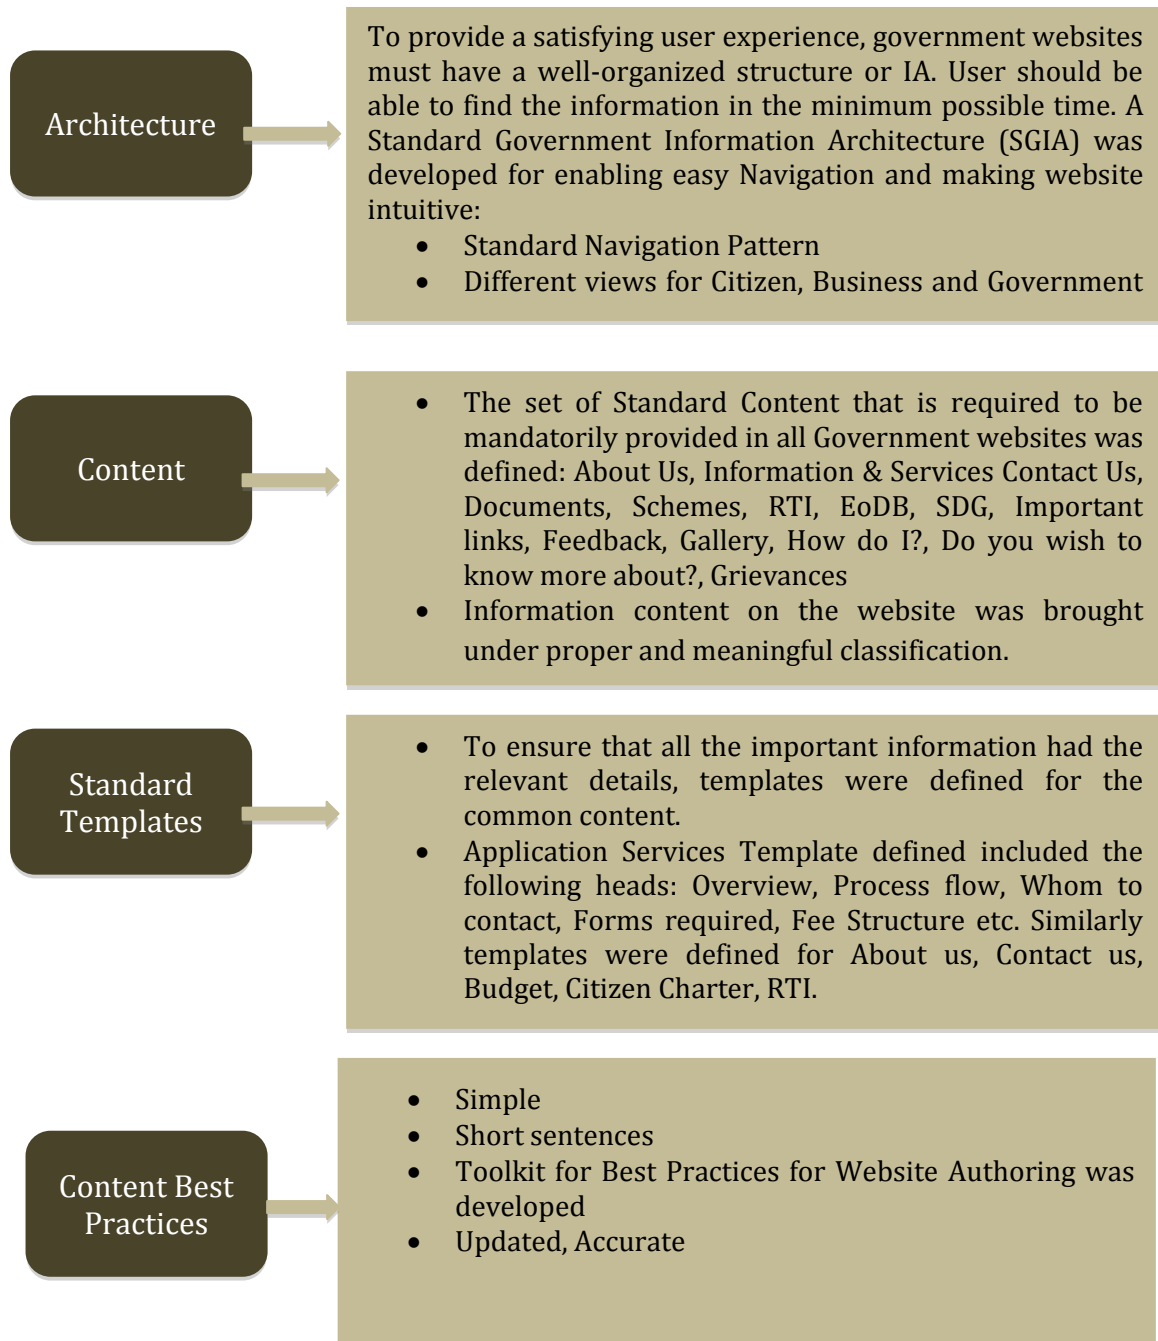 Architecture
To provide a satisfying user experience, government websites
must have a well-organized structure or IA. User should be
able to find the information in the minimum possible time. A
Standard Government Information Architecture (SGIA) was
developed for enabling easy Navigation and making website
intuitive:
• Standard Navigation Pattern
• Different views for Citizen, Business and Government
Content
• The set of Standard Content that is required to be
mandatorily provided in all Government websites was
defined: About Us, Information & Services Contact Us,
Documents, Schemes, RTI, EoDB, SDG, Important
links, Feedback, Gallery, How do I?, Do you wish to
know more about?, Grievances
• Information content on the website was brought
under proper and meaningful classification.
Standard
Templates
• To ensure that all the important information had the
relevant details, templates were defined for the
common content.
• Application Services Template defined included the
following heads: Overview, Process flow, Whom to
contact, Forms required, Fee Structure etc. Similarly
templates were defined for About us, Contact us,
Budget, Citizen Charter, RTI.
Content Best
Practices
• Simple
• Short sentences
• Toolkit for Best Practices for Website Authoring was
developed
• Updated, Accurate